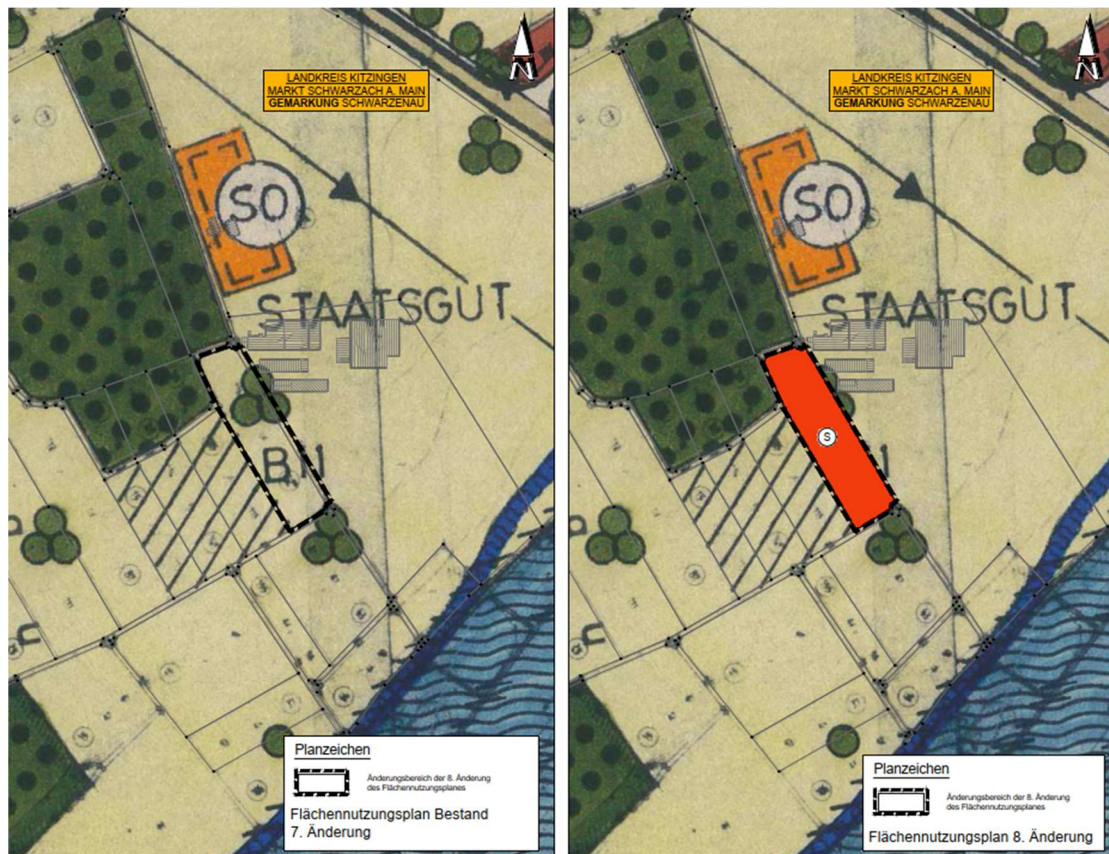 LANDKREIS KITZINGEN
MARKT SCHWARZACH A. MAIN
GEMARKUNG SCHWARZENAU
N
SO
STAATSGUT
B.
Planzeichen
Änderungsbereich der 8. Änderung
des Flächennutzungsplanes
Flächennutzungsplan Bestand
7. Änderung
LANDKREIS KITZINGEN
MARKT SCHWARZACH A. MAIN
GEMARKUNG SCHWARZENAU
N
SO
STAATSGUT
S
Planzeichen
Änderungsbereich der 8. Änderung
des Flächennutzungsplanes
Flächennutzungsplan 8. Änderung